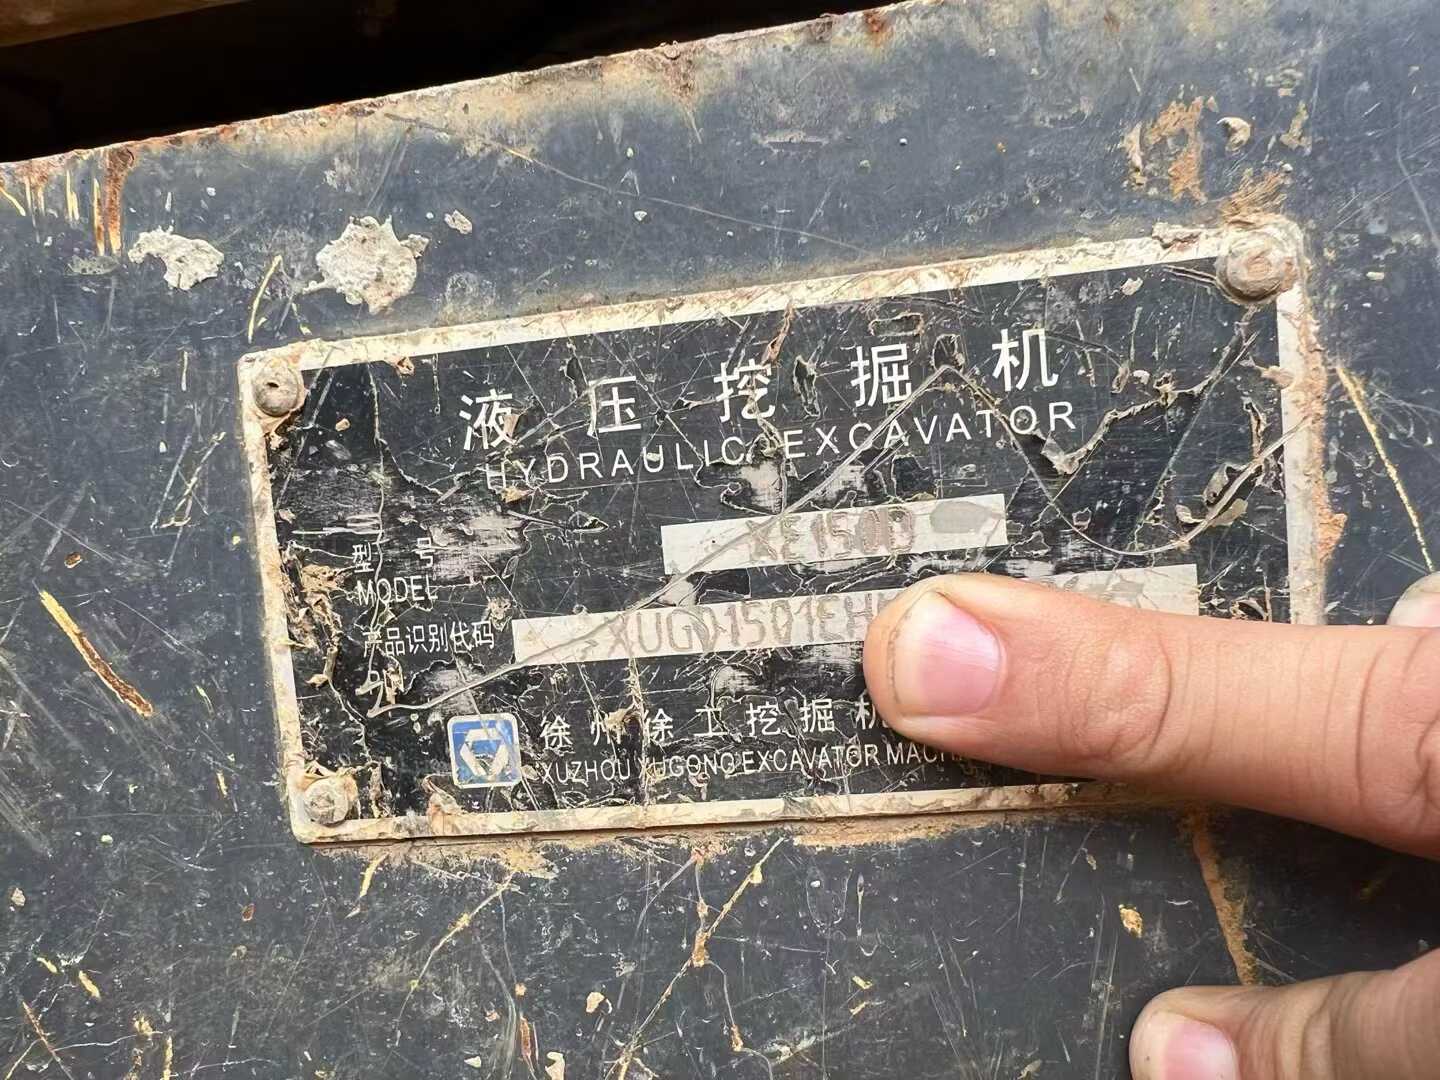 液压挖掘机
HYDRAULIC EXCAVATOR
型号 XE150D
MODEL
产品识别代码 XUG01501EH
PIN
徐州徐工挖掘机
XUZHOU XUGONG EXCAVATOR